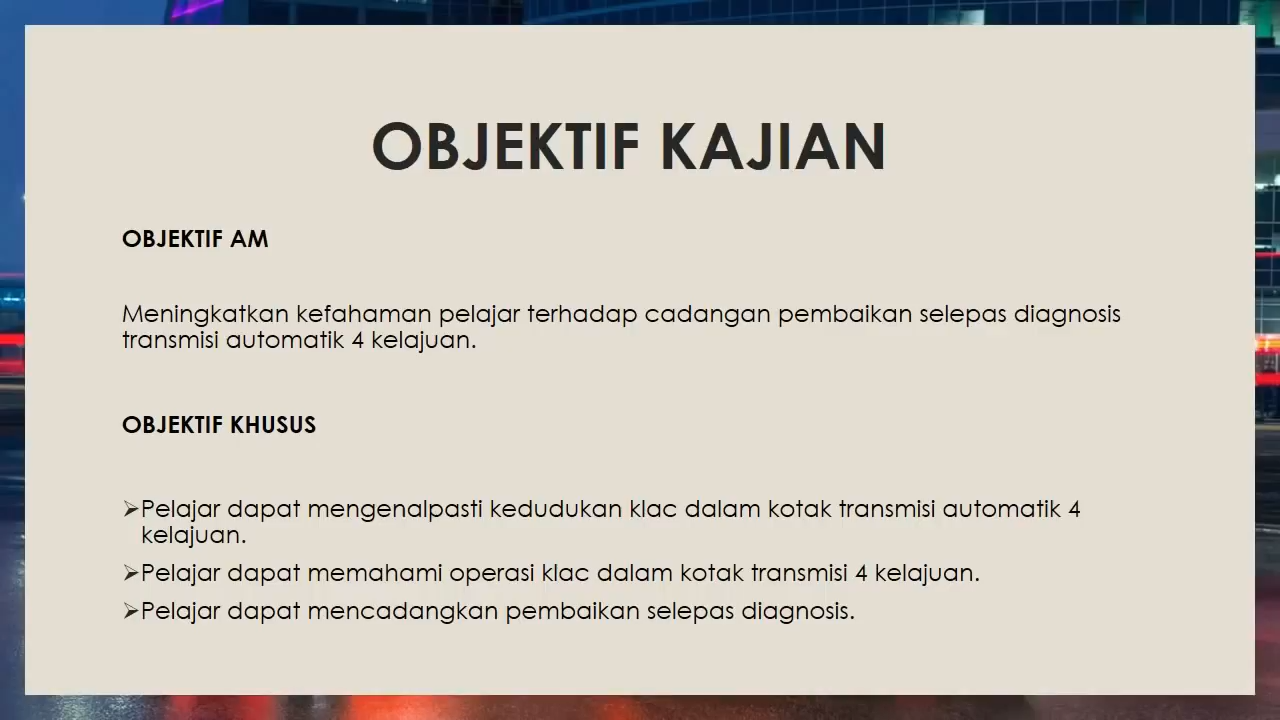 OBJEKTIF KAJIAN
OBJEKTIF AM
Meningkatkan kefahaman pelajar terhadap cadangan pembaikan selepas diagnosis
transmisi automatik 4 kelajuan.
OBJEKTIF KHUSUS
➢Pelajar dapat mengenalpasti kedudukan klac dalam kotak transmisi automatik 4
kelajuan.
➢Pelajar dapat memahami operasi klac dalam kotak transmisi 4 kelajuan.
➢Pelajar dapat mencadangkan pembaikan selepas diagnosis.